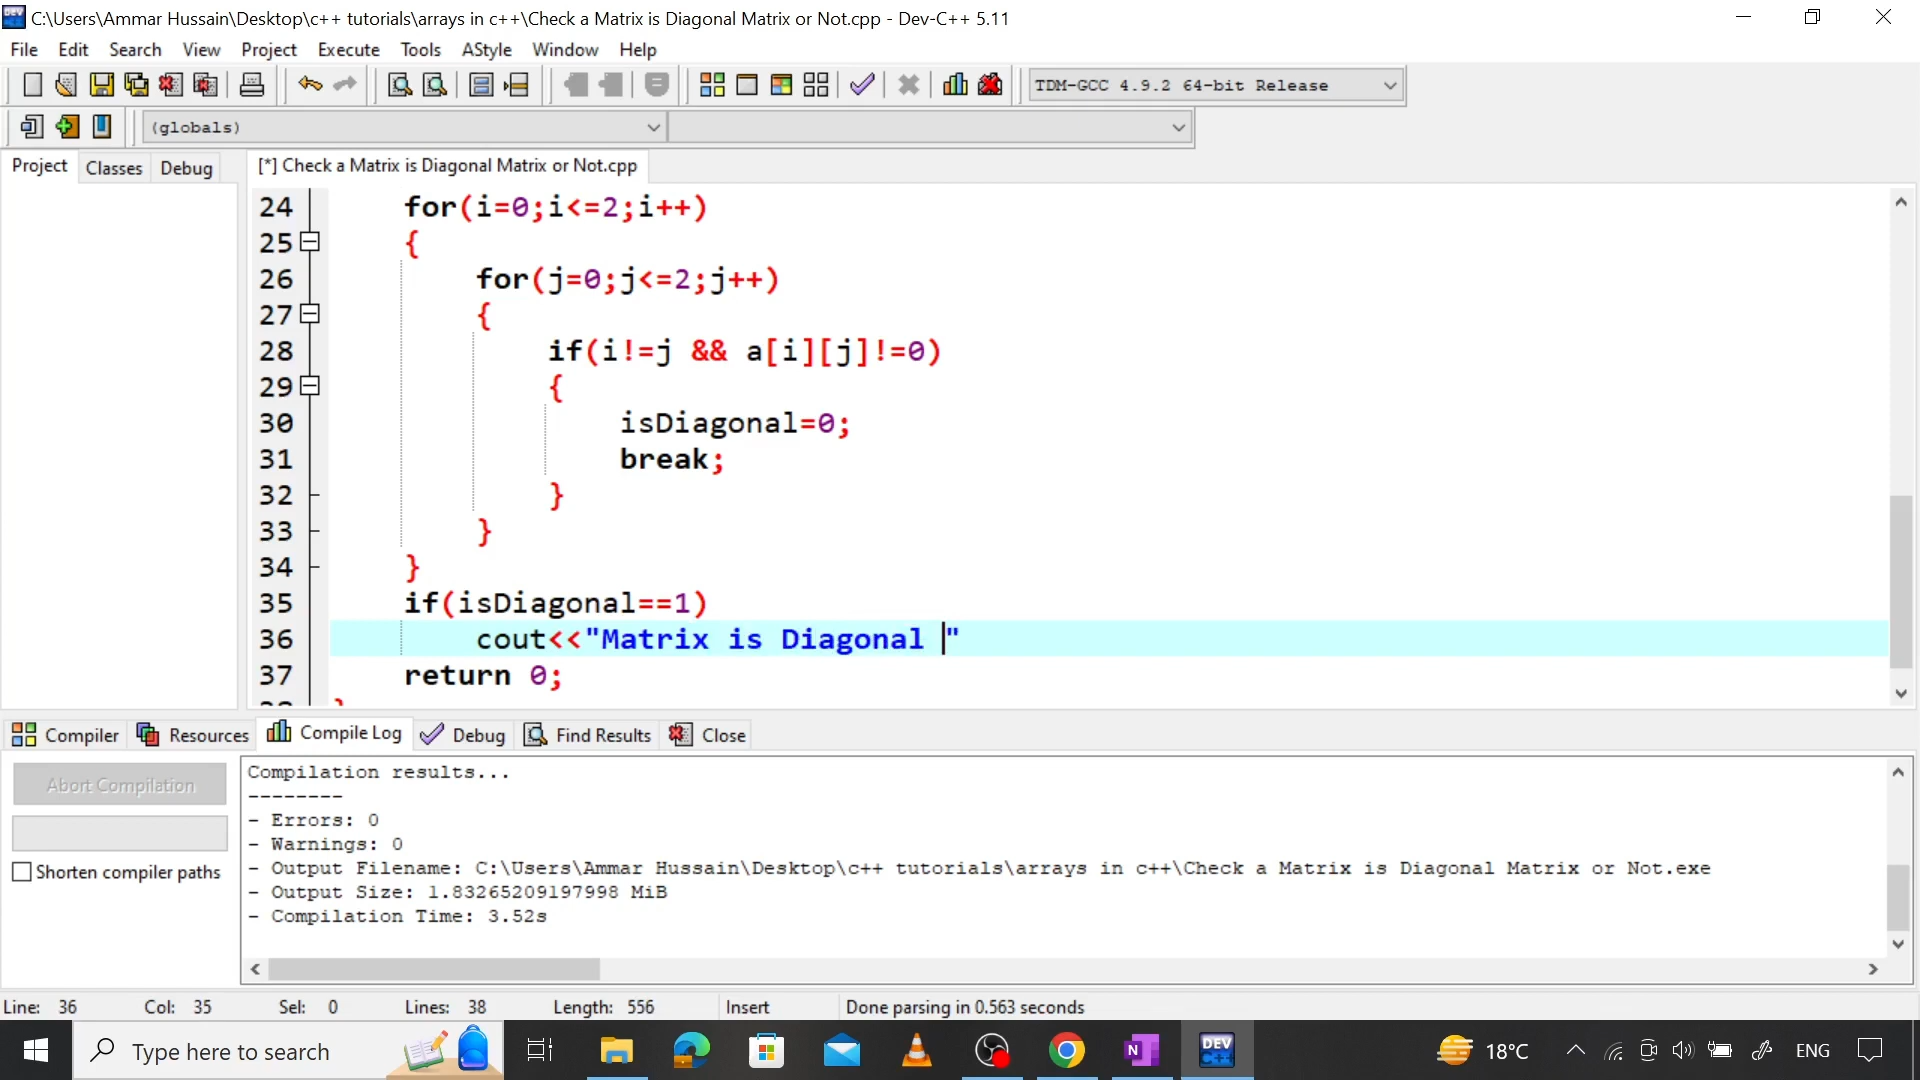 C:\Users\Ammar Hussain\Desktop\c++ tutorials\arrays in c++\Check a Matrix is Diagonal Matrix or Not.cpp - Dev-C++ 5.11
File Edit Search View Project Execute Tools AStyle Window Help
TDM-GCC 4.9.2 64-bit Release
(globals)
Project Classes Debug
[*] Check a Matrix is Diagonal Matrix or Not.cpp
24 for(i=0;i<=2;i++)
25 {
26 for(j=0;j<=2;j++)
27 {
28 if(i!=j && a[i][j]!=0)
29 {
30 isDiagonal=0;
31 break;
32 }
33 }
34 }
35 if(isDiagonal==1)
36 cout<<"Matrix is Diagonal "
37 return 0;
Compiler Resources Compile Log Debug Find Results Close
Abort Compilation
Shorten compiler paths
Compilation results...
--------
- Errors: 0
- Warnings: 0
- Output Filename: C:\Users\Ammar Hussain\Desktop\c++ tutorials\arrays in c++\Check a Matrix is Diagonal Matrix or Not.exe
- Output Size: 1.83265209197998 MiB
- Compilation Time: 3.52s
Line: 36 Col: 35 Sel: 0 Lines: 38 Length: 556 Insert Done parsing in 0.563 seconds
Type here to search
N
DEV C++
18°C
ENG